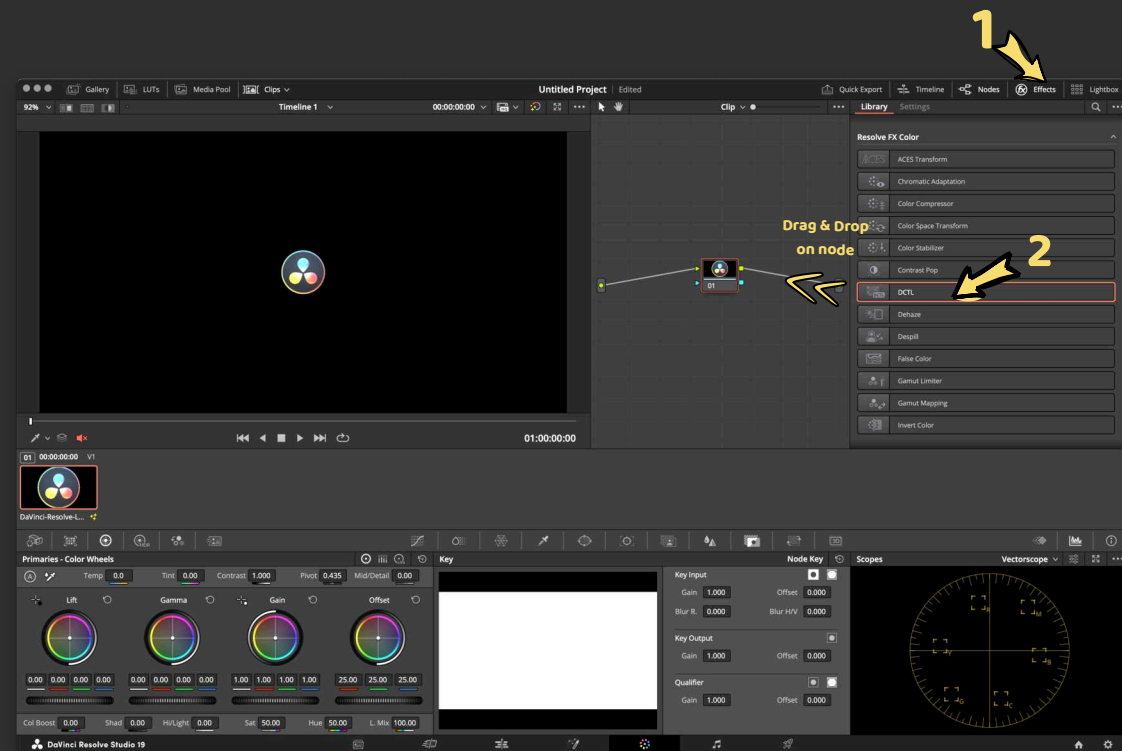 1
Gallery LUTs Media Pool Clips Untitled Project Edited Quick Export Timeline Nodes Effects Lightbox
92% Timeline 1 00:00:00:00 Clip Library Settings
Resolve FX Color
ACES ACES Transform
Chromatic Adaptation
Color Compressor
Drag & Drop Color Space Transform
on node Color Stabilizer 2
Contrast Pop
01 DCTL
Dehaze
Despill
False Color
Gamut Limiter
Gamut Mapping
Invert Color
01:00:00:00
01 00:00:00:00 V1
DaVinci-Resolve-L...
Primaries - Color Wheels Key Node Key Scopes Vectorscope
A Temp 0.0 Tint 0.00 Contrast 1.000 Pivot 0.435 Mid/Detail 0.00 Key Input
Lift Gamma Gain Offset Gain 1.000 Offset 0.000
Blur R. 0.000 Blur H/V 0.000
Key Output
Gain 1.000 Offset 0.000
0.00 0.00 0.00 0.00 0.00 0.00 0.00 0.00 1.00 1.00 1.00 1.00 25.00 25.00 25.00 Qualifier
Gain 1.000 Offset 0.000
R M Y B G C
Col Boost 0.00 Shad 0.00 Hi/Light 0.00 Sat 50.00 Hue 50.00 L. Mix 100.00
DaVinci Resolve Studio 19